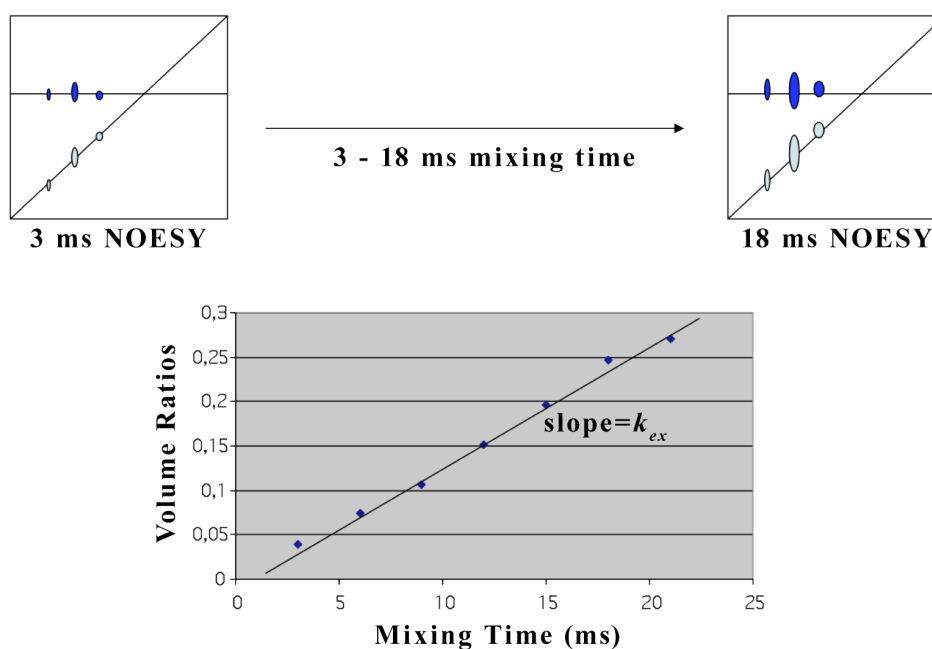 3 - 18 ms mixing time
3 ms NOESY
18 ms NOESY
0,3
0,25
0,2
0,15
0,1
0,05
0
Volume Ratios
slope=kex
0
5
10
15
20
25
Mixing Time (ms)